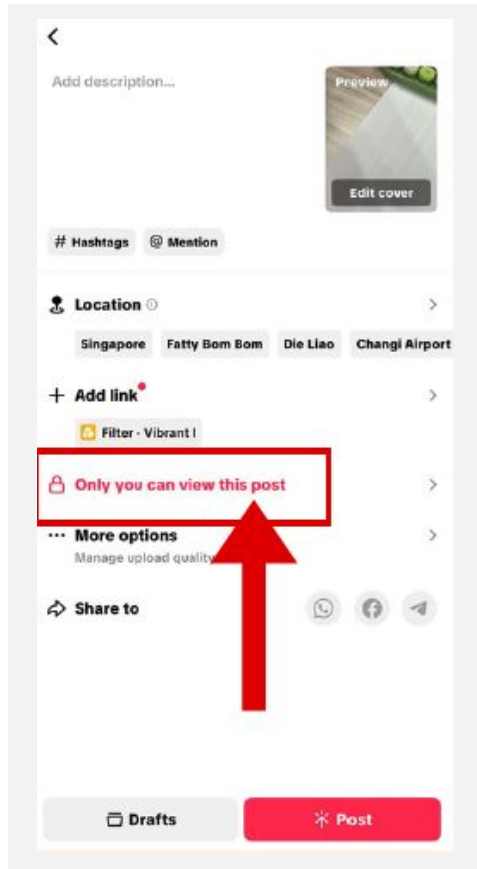 Add description...
Preview
Edit cover
# Hashtags @ Mention
Location
Singapore Fatty Bom Bom Die Liao Changi Airport
Add link
Filter - Vibrant I
Only you can view this post
More options
Manage upload quality
Share to
Drafts Post